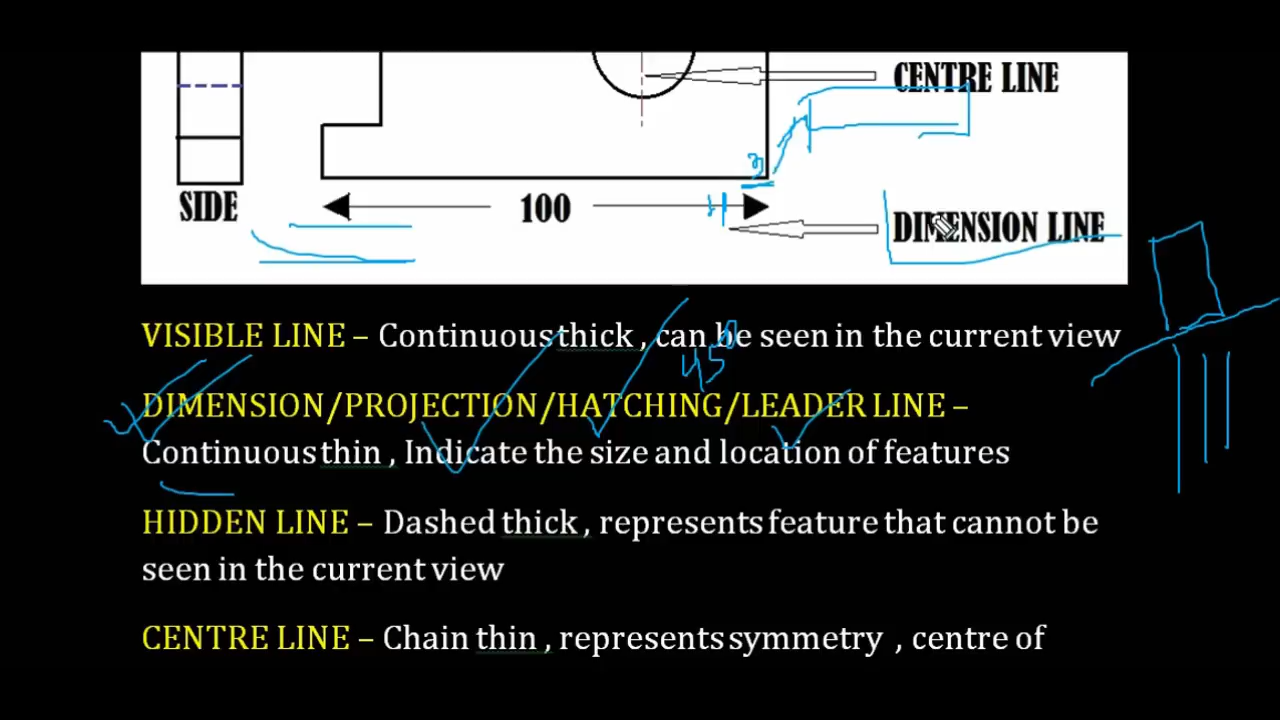 CENTRE LINE
3
SIDE
100
DIMENSION LINE
VISIBLE LINE – Continuous thick , can be seen in the current view
45°
DIMENSION/PROJECTION/HATCHING/LEADER LINE –
Continuous thin , Indicate the size and location of features
HIDDEN LINE – Dashed thick , represents feature that cannot be
seen in the current view
CENTRE LINE – Chain thin , represents symmetry , centre of